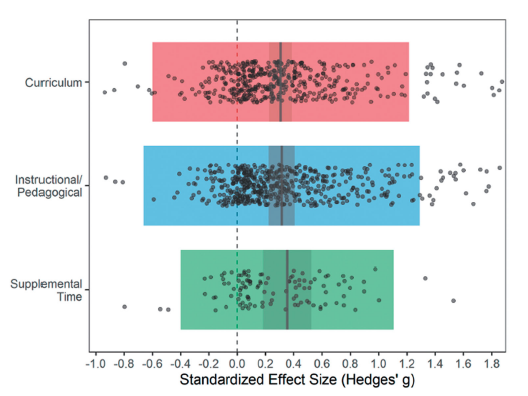 Curriculum
Instructional/
Pedagogical
Supplemental
Time
-1.0 -0.8 -0.6 -0.4 -0.2 0.0 0.2 0.4 0.6 0.8 1.0 1.2 1.4 1.6 1.8
Standardized Effect Size (Hedges' g)